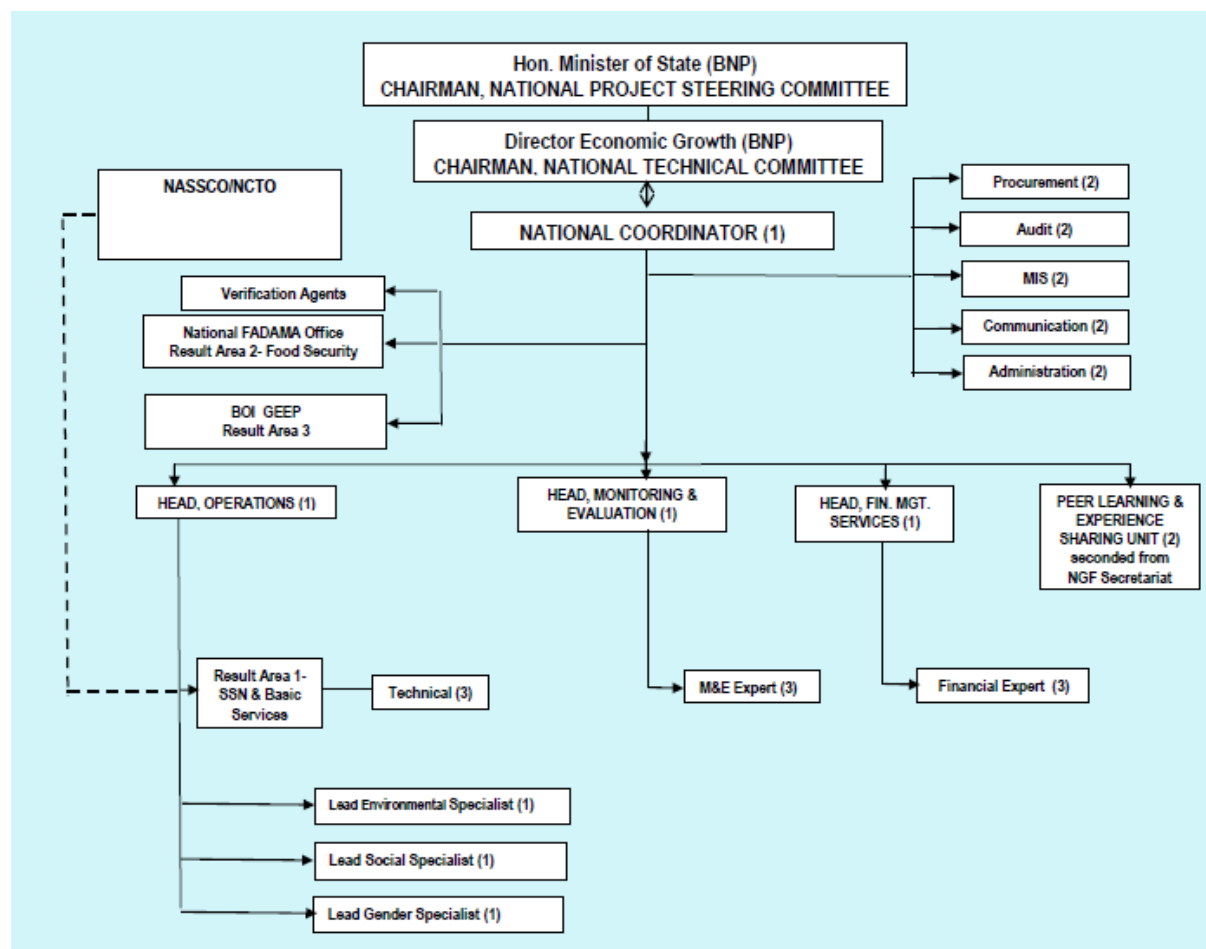 Hon. Minister of State (BNP)
CHAIRMAN, NATIONAL PROJECT STEERING COMMITTEE
Director Economic Growth (BNP)
CHAIRMAN, NATIONAL TECHNICAL COMMITTEE
NASSCO/NCTO
NATIONAL COORDINATOR (1)
Procurement (2)
Audit (2)
MIS (2)
Communication (2)
Administration (2)
Verification Agents
National FADAMA Office
Result Area 2- Food Security
BOI GEEP
Result Area 3
HEAD, OPERATIONS (1)
HEAD, MONITORING &
EVALUATION (1)
HEAD, FIN. MGT.
SERVICES (1)
PEER LEARNING &
EXPERIENCE
SHARING UNIT (2)
seconded from
NGF Secretariat
Result Area 1-
SSN & Basic
Services
Technical (3)
M&E Expert (3)
Financial Expert (3)
Lead Environmental Specialist (1)
Lead Social Specialist (1)
Lead Gender Specialist (1)